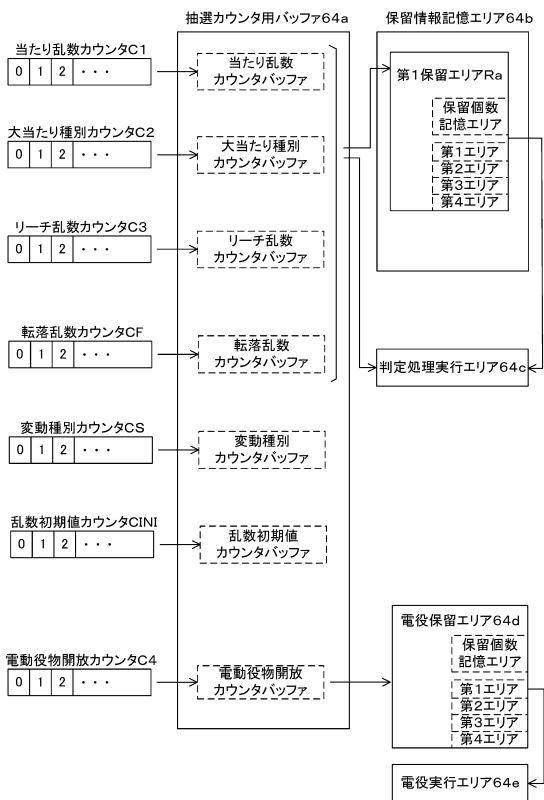 抽選カウンタ用バッファ64a
保留情報記憶エリア64b
当たり乱数カウンタC1
0 1 2 ・・・
当たり乱数
カウンタバッファ
第1保留エリアRa
保留個数
記憶エリア
第1エリア
第2エリア
第3エリア
第4エリア
大当たり種別カウンタC2
0 1 2 ・・・
大当たり種別
カウンタバッファ
リーチ乱数カウンタC3
0 1 2 ・・・
リーチ乱数
カウンタバッファ
転落乱数カウンタCF
0 1 2 ・・・
転落乱数
カウンタバッファ
判定処理実行エリア64c
変動種別カウンタCS
0 1 2 ・・・
変動種別
カウンタバッファ
乱数初期値カウンタCINI
0 1 2 ・・・
乱数初期値
カウンタバッファ
電動役物開放カウンタC4
0 1 2 ・・・
電動役物開放
カウンタバッファ
電役保留エリア64d
保留個数
記憶エリア
第1エリア
第2エリア
第3エリア
第4エリア
電役実行エリア64e